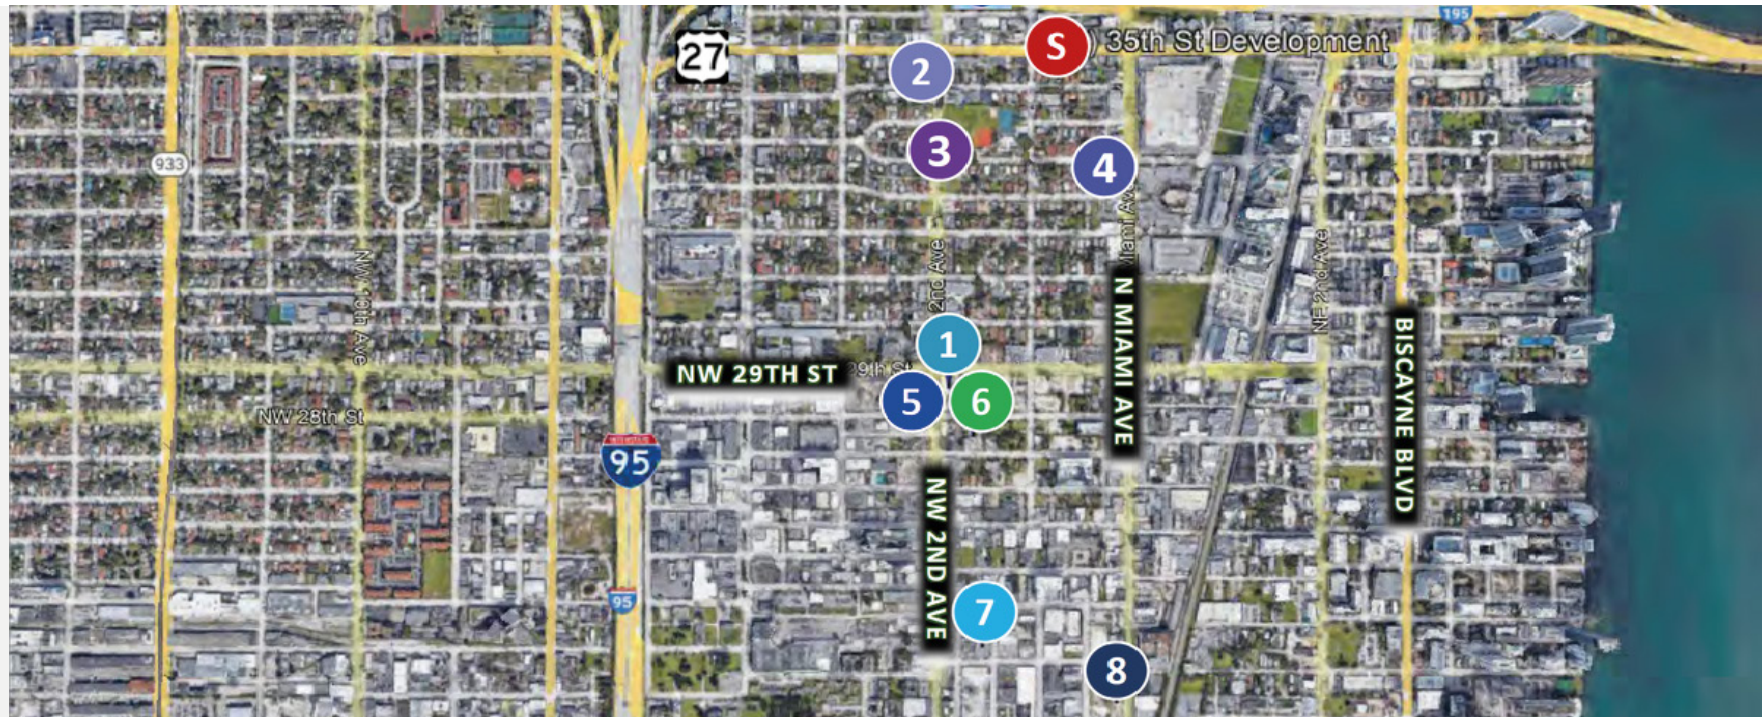 195
27
S
) 35th St Development
2
3
933
4
Miami Ave
2nd Ave
NE 2nd Ave
NW 10th Ave
N MIAMI AVE
BISCAYNE BLVD
1
NW 29TH ST
29th St
5
6
NW 28th St
INTERSTATE
95
NW 2ND AVE
95
7
8